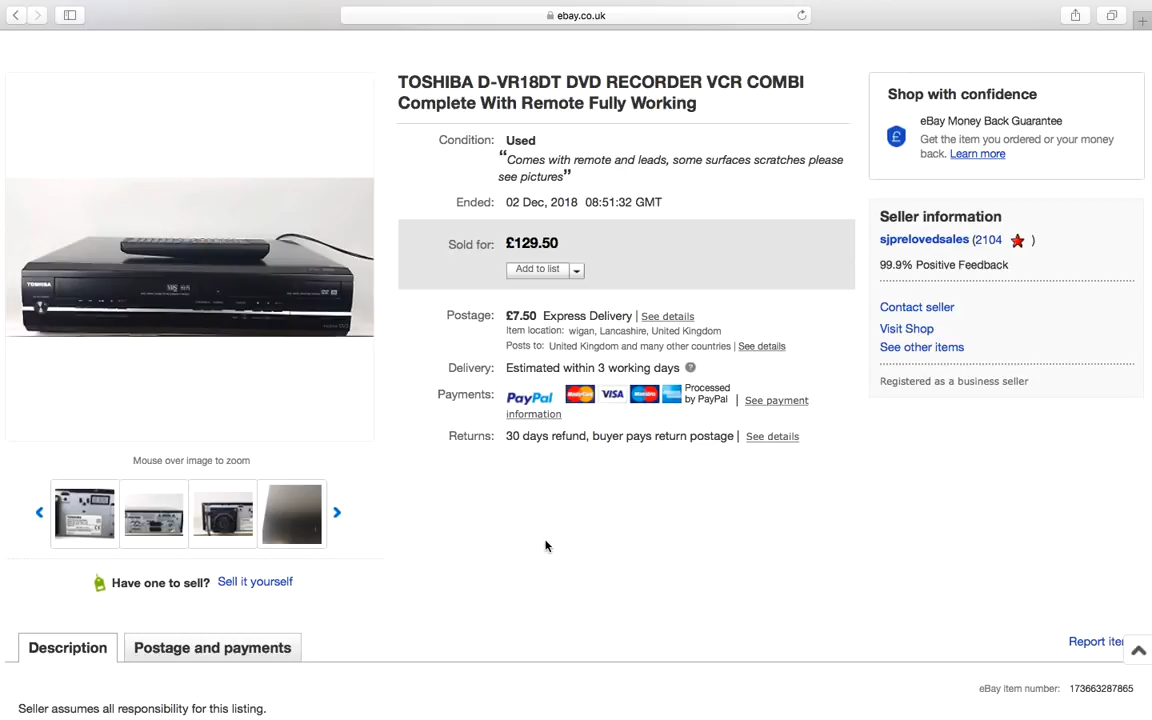 ebay.co.uk
TOSHIBA D-VR18DT DVD RECORDER VCR COMBI
Complete With Remote Fully Working
Condition: Used
“Comes with remote and leads, some surfaces scratches please
see pictures”
Ended: 02 Dec, 2018 08:51:32 GMT
Sold for: £129.50
Add to list
Postage: £7.50 Express Delivery | See details
Item location: wigan, Lancashire, United Kingdom
Posts to: United Kingdom and many other countries | See details
Delivery: Estimated within 3 working days
Payments: PayPal MasterCard VISA Maestro Processed
by PayPal | See payment
information
Returns: 30 days refund, buyer pays return postage | See details
Shop with confidence
eBay Money Back Guarantee
Get the item you ordered or your money
back. Learn more
Seller information
sjprelovedsales (2104 )
99.9% Positive Feedback
Contact seller
Visit Shop
See other items
Registered as a business seller
TOSHIBA
Mouse over image to zoom
Have one to sell? Sell it yourself
Description
Postage and payments
Report iter
eBay item number: 173663287865
Seller assumes all responsibility for this listing.